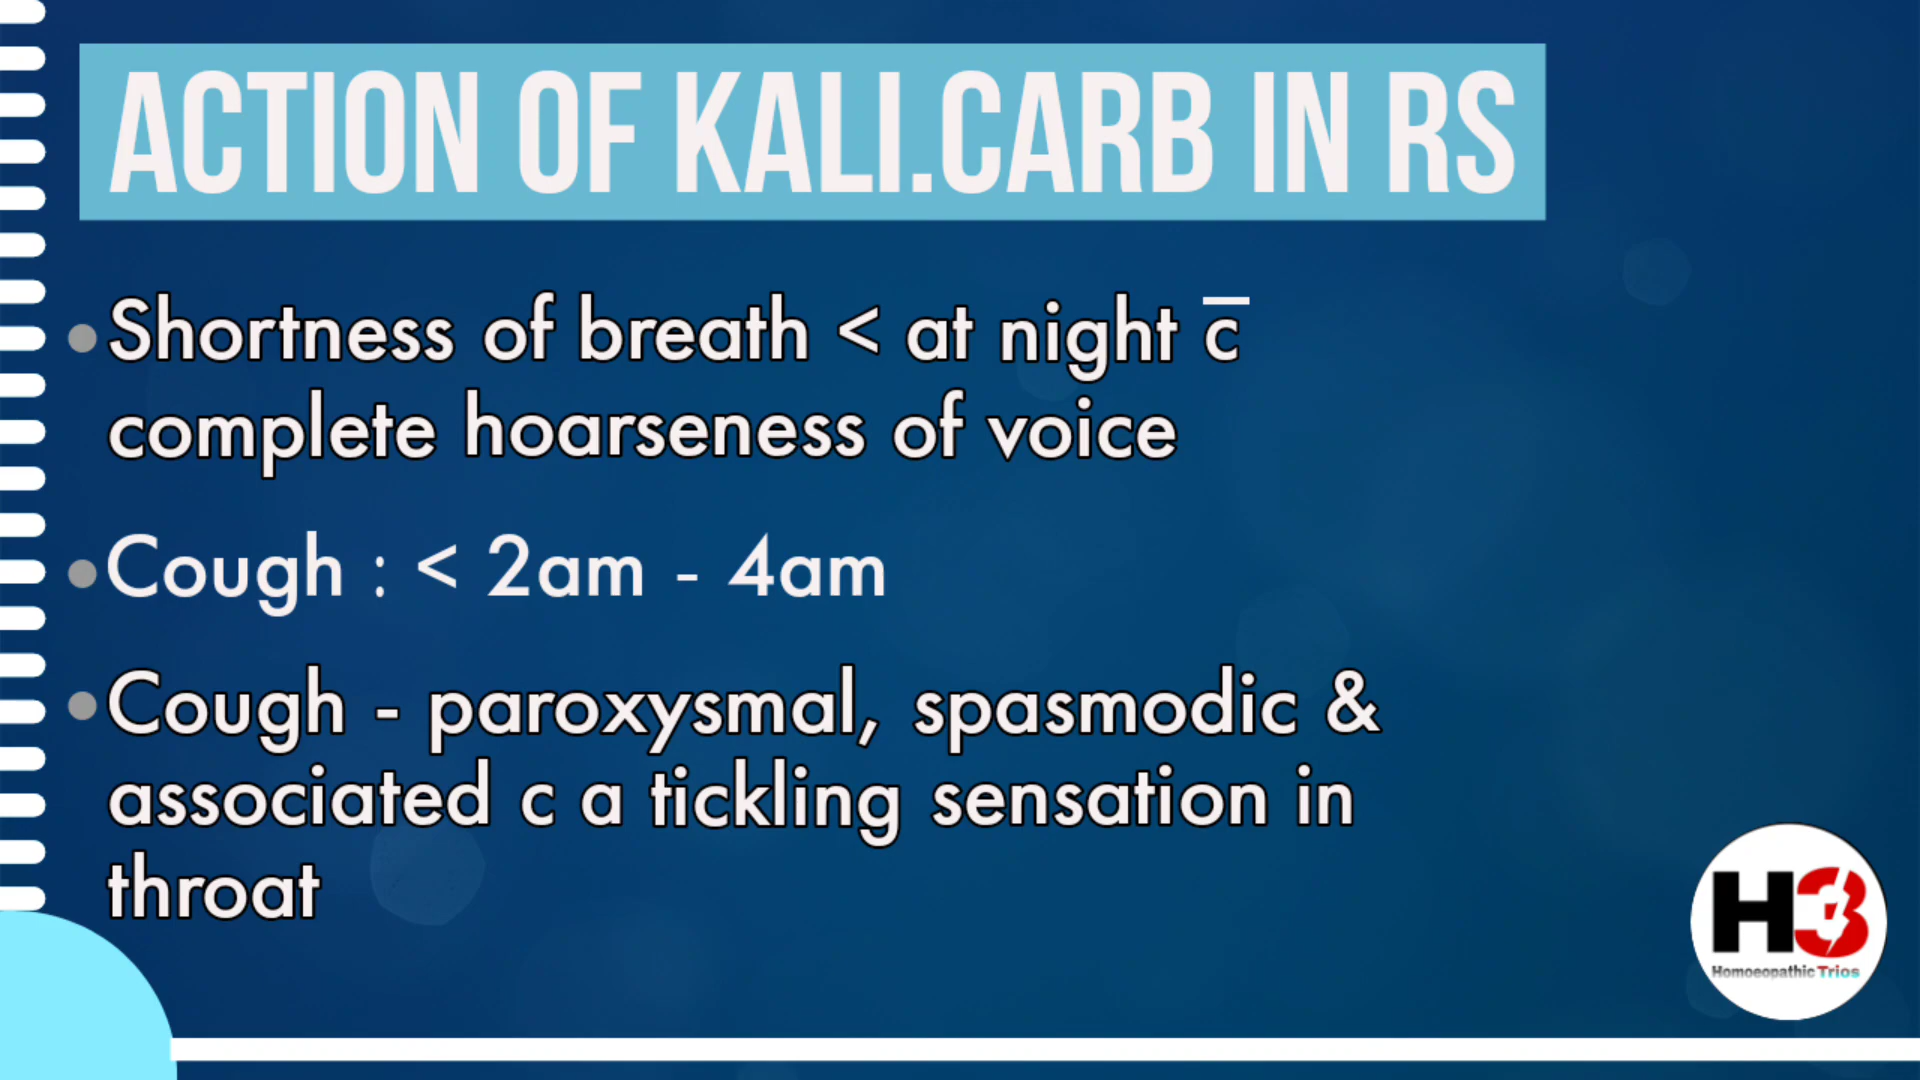 ACTION OF KALI.CARB IN RS
Shortness of breath < at night c̅
complete hoarseness of voice
Cough : < 2am - 4am
Cough - paroxysmal, spasmodic &
associated c a tickling sensation in
throat
H3
Homoeopathic Trios